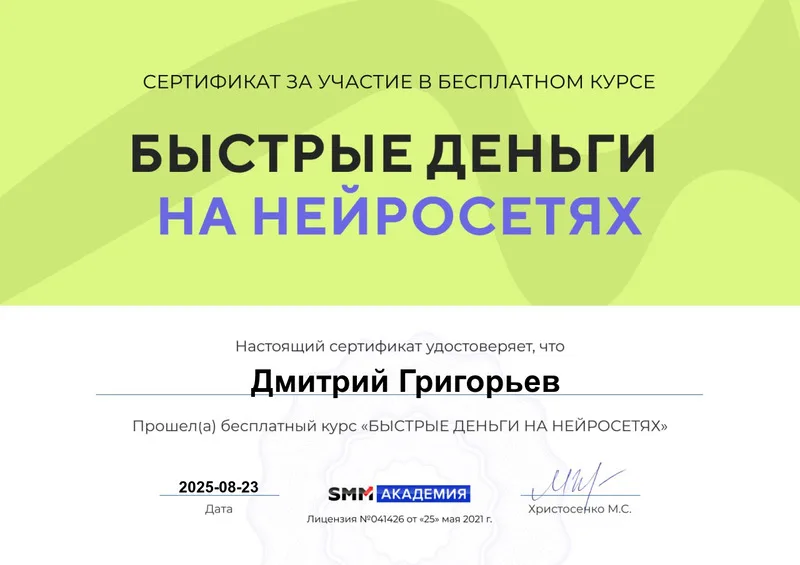 СЕРТИФИКАТ ЗА УЧАСТИЕ В БЕСПЛАТНОМ КУРСЕ
БЫСТРЫЕ ДЕНЬГИ
НА НЕЙРОСЕТЯХ
Настоящий сертификат удостоверяет, что
Дмитрий Григорьев
Прошел(а) бесплатный курс «БЫСТРЫЕ ДЕНЬГИ НА НЕЙРОСЕТЯХ»
2025-08-23
Дата
SMM АКАДЕМИЯ
Лицензия №041426 от «25» мая 2021 г.
Христосенко М.С.